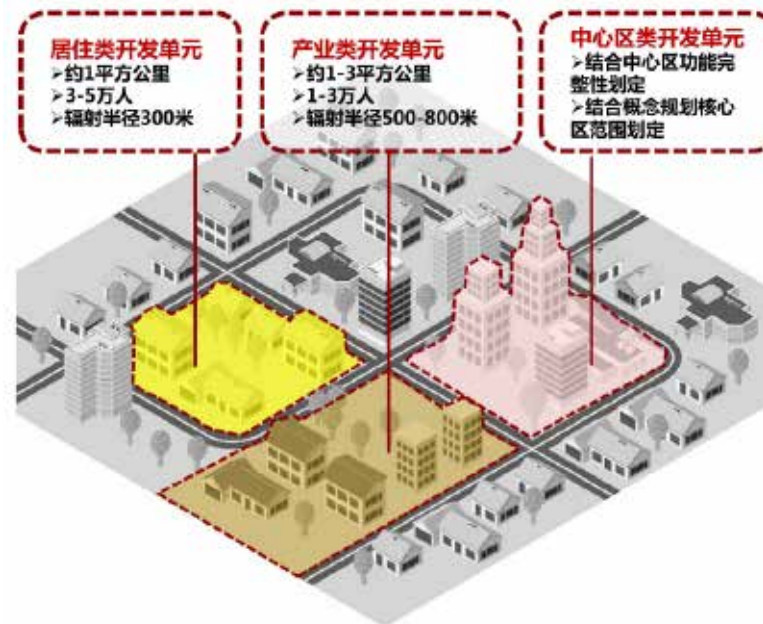 居住类开发单元
➢约1平方公里
➢3-5万人
➢辐射半径300米
产业类开发单元
➢约1-3平方公里
➢1-3万人
➢辐射半径500-800米
中心区类开发单元
➢结合中心区功能完
整性划定
➢结合概念规划核心
区范围划定